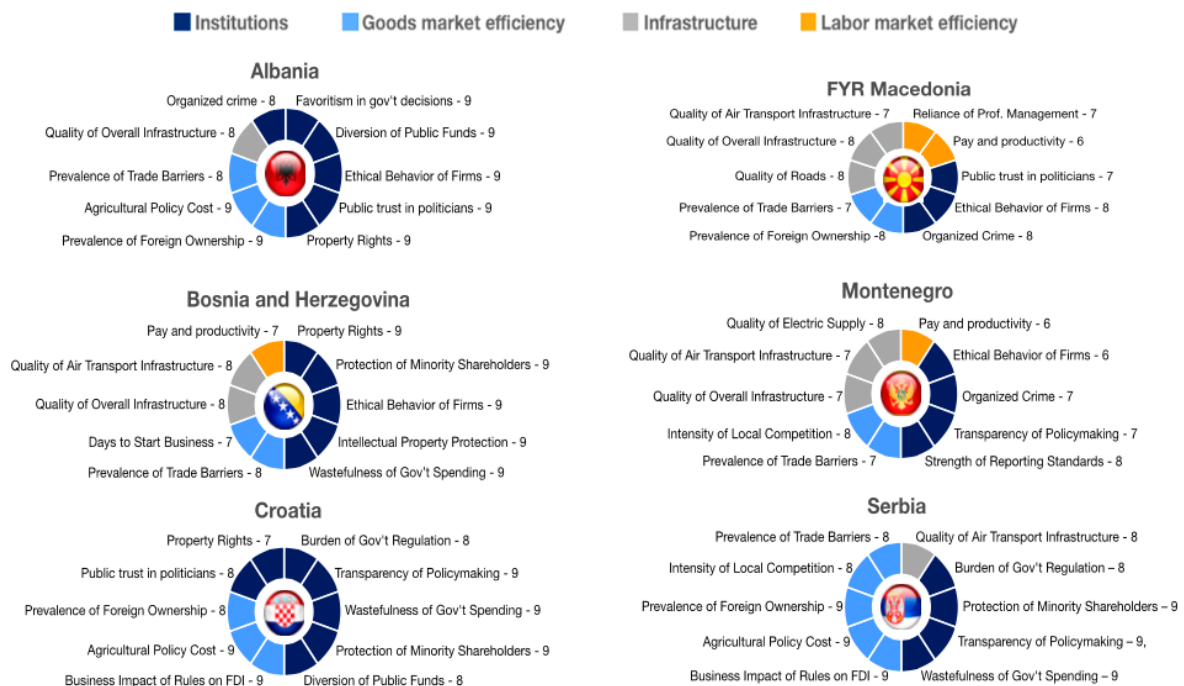 Institutions
Goods market efficiency
Infrastructure
Labor market efficiency
Albania
Organized crime - 8
Favoritism in gov't decisions - 9
Quality of Overall Infrastructure - 8
Diversion of Public Funds - 9
Prevalence of Trade Barriers - 8
Ethical Behavior of Firms - 9
Agricultural Policy Cost - 9
Public trust in politicians - 9
Prevalence of Foreign Ownership - 9
Property Rights - 9
FYR Macedonia
Quality of Air Transport Infrastructure - 7
Reliance of Prof. Management - 7
Quality of Overall Infrastructure - 8
Pay and productivity - 6
Quality of Roads - 8
Public trust in politicians - 7
Prevalence of Trade Barriers - 7
Ethical Behavior of Firms - 8
Prevalence of Foreign Ownership -8
Organized Crime - 8
Bosnia and Herzegovina
Pay and productivity - 7
Property Rights - 9
Quality of Air Transport Infrastructure - 8
Protection of Minority Shareholders - 9
Quality of Overall Infrastructure - 8
Ethical Behavior of Firms - 9
Days to Start Business - 7
Intellectual Property Protection - 9
Prevalence of Trade Barriers - 8
Wastefulness of Gov't Spending - 9
Montenegro
Quality of Electric Supply - 8
Pay and productivity - 6
Quality of Air Transport Infrastructure - 7
Ethical Behavior of Firms - 6
Quality of Overall Infrastructure - 7
Organized Crime - 7
Intensity of Local Competition - 8
Transparency of Policymaking - 7
Prevalence of Trade Barriers - 7
Strength of Reporting Standards - 8
Croatia
Property Rights - 7
Burden of Gov't Regulation - 8
Public trust in politicians - 8
Transparency of Policymaking - 9
Prevalence of Foreign Ownership - 8
Wastefulness of Gov't Spending - 9
Agricultural Policy Cost - 9
Protection of Minority Shareholders - 9
Business Impact of Rules on FDI - 9
Diversion of Public Funds - 8
Serbia
Prevalence of Trade Barriers - 8
Quality of Air Transport Infrastructure - 8
Intensity of Local Competition - 8
Burden of Gov't Regulation – 8
Prevalence of Foreign Ownership - 9
Protection of Minority Shareholders – 9
Agricultural Policy Cost - 9
Transparency of Policymaking – 9,
Business Impact of Rules on FDI - 9
Wastefulness of Gov't Spending – 9